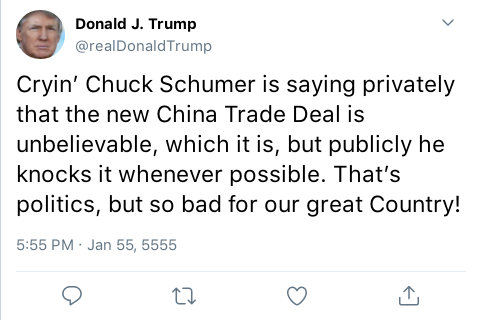 Donald J. Trump
@realDonaldTrump
Cryin’ Chuck Schumer is saying privately
that the new China Trade Deal is
unbelievable, which it is, but publicly he
knocks it whenever possible. That’s
politics, but so bad for our great Country!
5:55 PM · Jan 55, 5555